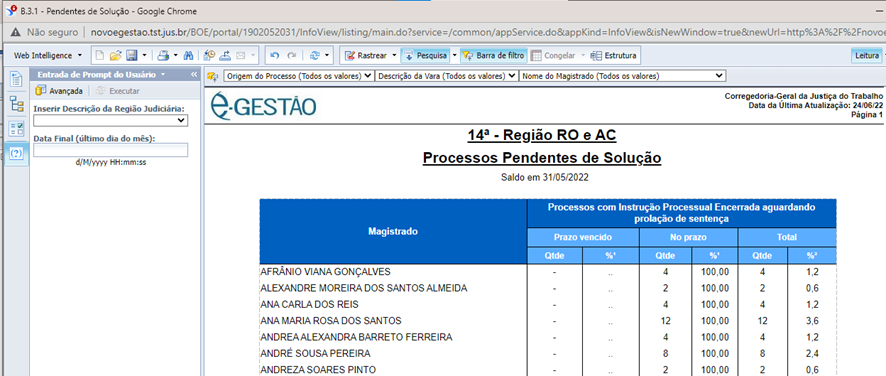 B.3.1 - Pendentes de Solução - Google Chrome
Não seguro novoegestao.tst.jus.br/BOE/portal/1902052031/InfoView/listing/main.do?service=/common/appService.do&appKind=InfoView&isNewWindow=true&newUrl=http%3A%2F%2Fnovoe
Web Intelligence Rastrear Pesquisa Barra de filtro Congelar Estrutura Leitura
Entrada de Prompt do Usuário «
Avançada Executar
Inserir Descrição da Região Judiciária:
Data Final (último dia do mês):
d/M/yyyy HH:mm:ss
Origem do Processo (Todos os valores) Descrição da Vara (Todos os valores) Nome do Magistrado (Todos os valores)
e-GESTÃO
Corregedoria-Geral da Justiça do Trabalho
Data da Última Atualização: 24/06/22
Página 1
14ª - Região RO e AC
Processos Pendentes de Solução
Saldo em 31/05/2022
Magistrado
Processos com Instrução Processual Encerrada aguardando
prolação de sentença
Prazo vencido No prazo Total
Qtde %¹ Qtde %¹ Qtde %²
AFRÂNIO VIANA GONÇALVES - .. 4 100,00 4 1,2
ALEXANDRE MOREIRA DOS SANTOS ALMEIDA - .. 2 100,00 2 0,6
ANA CARLA DOS REIS - .. 4 100,00 4 1,2
ANA MARIA ROSA DOS SANTOS - .. 12 100,00 12 3,6
ANDREA ALEXANDRA BARRETO FERREIRA - .. 4 100,00 4 1,2
ANDRÉ SOUSA PEREIRA - .. 8 100,00 8 2,4
ANDREZA SOARES PINTO - .. 2 100,00 2 0,6